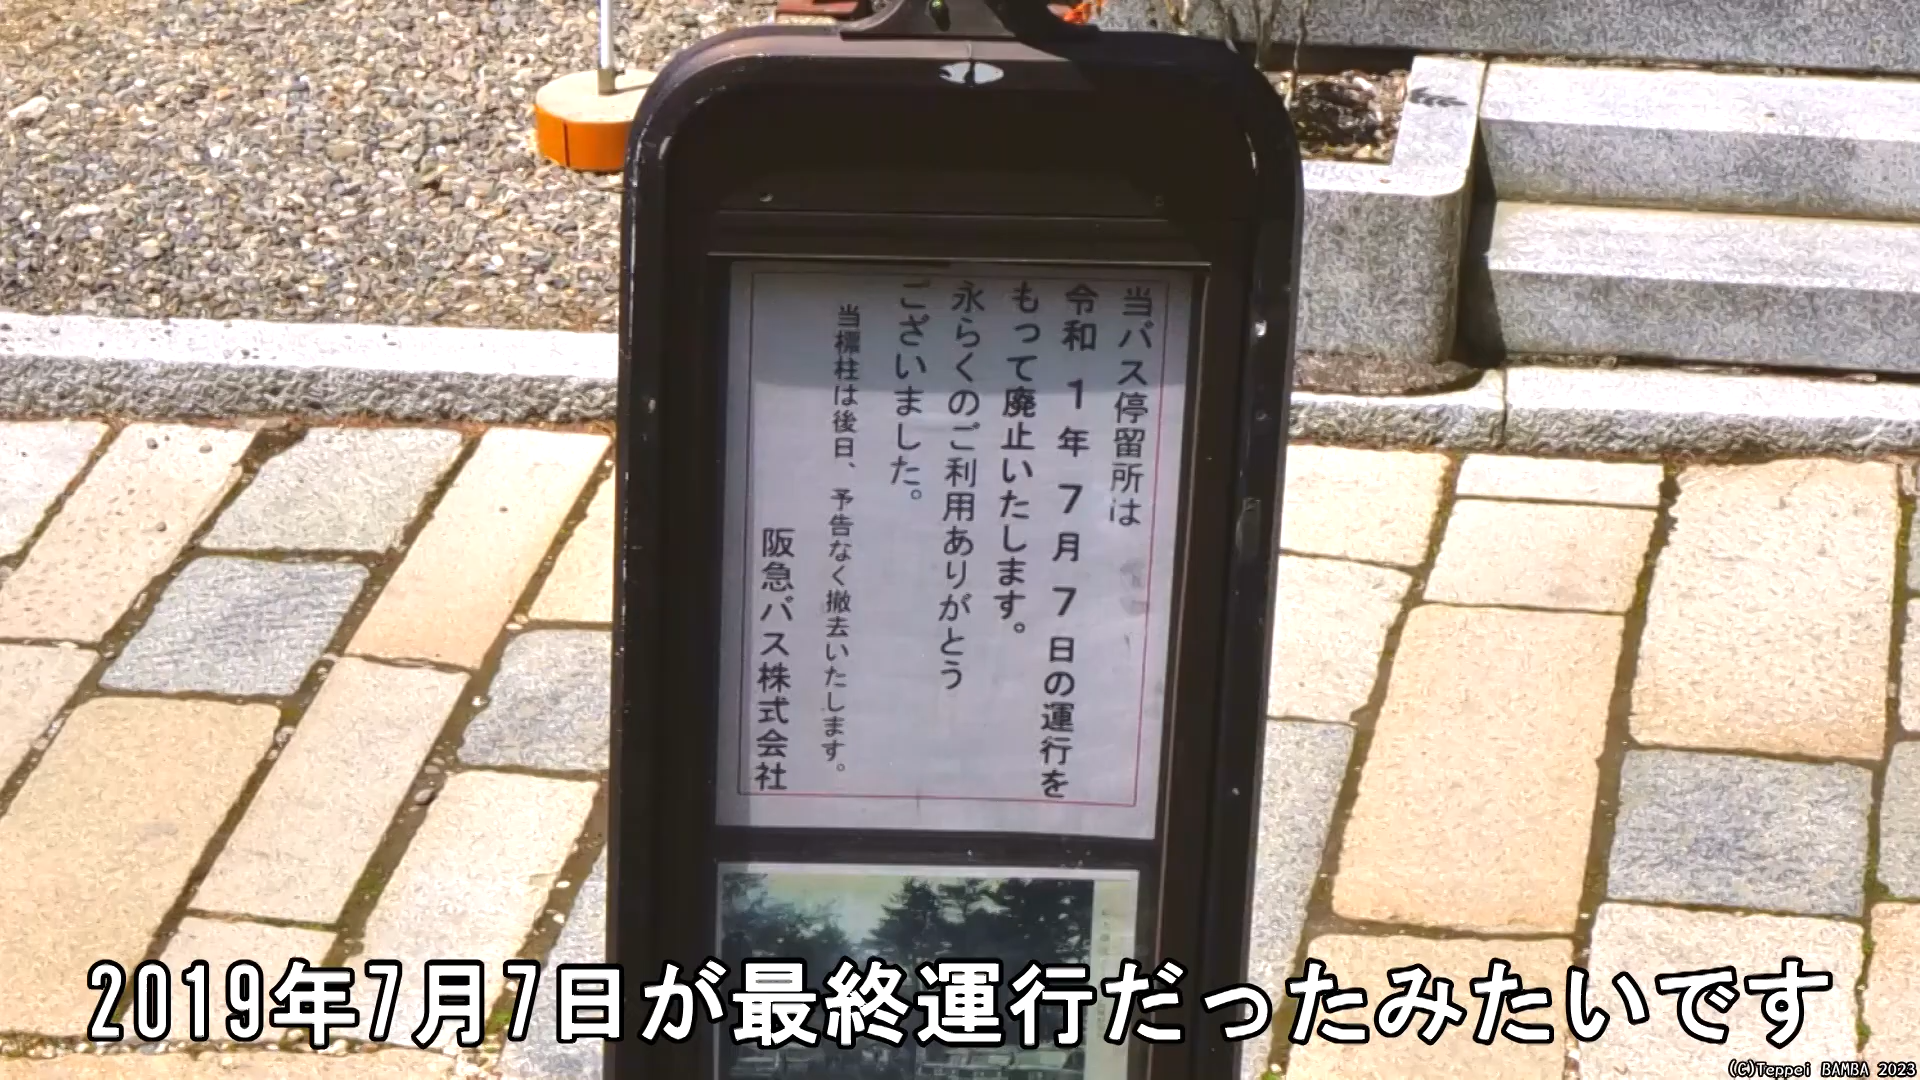 当バス停留所は
令和 1 年 7 月 7 日の運行を
もって廃止いたします。
永らくのご利用ありがとう
ございました。
当標柱は後日、予告なく撤去いたします。
阪急バス株式会社
2019年7月7日が最終運行だったみたいです
(C)Teppei BAMBA 2023